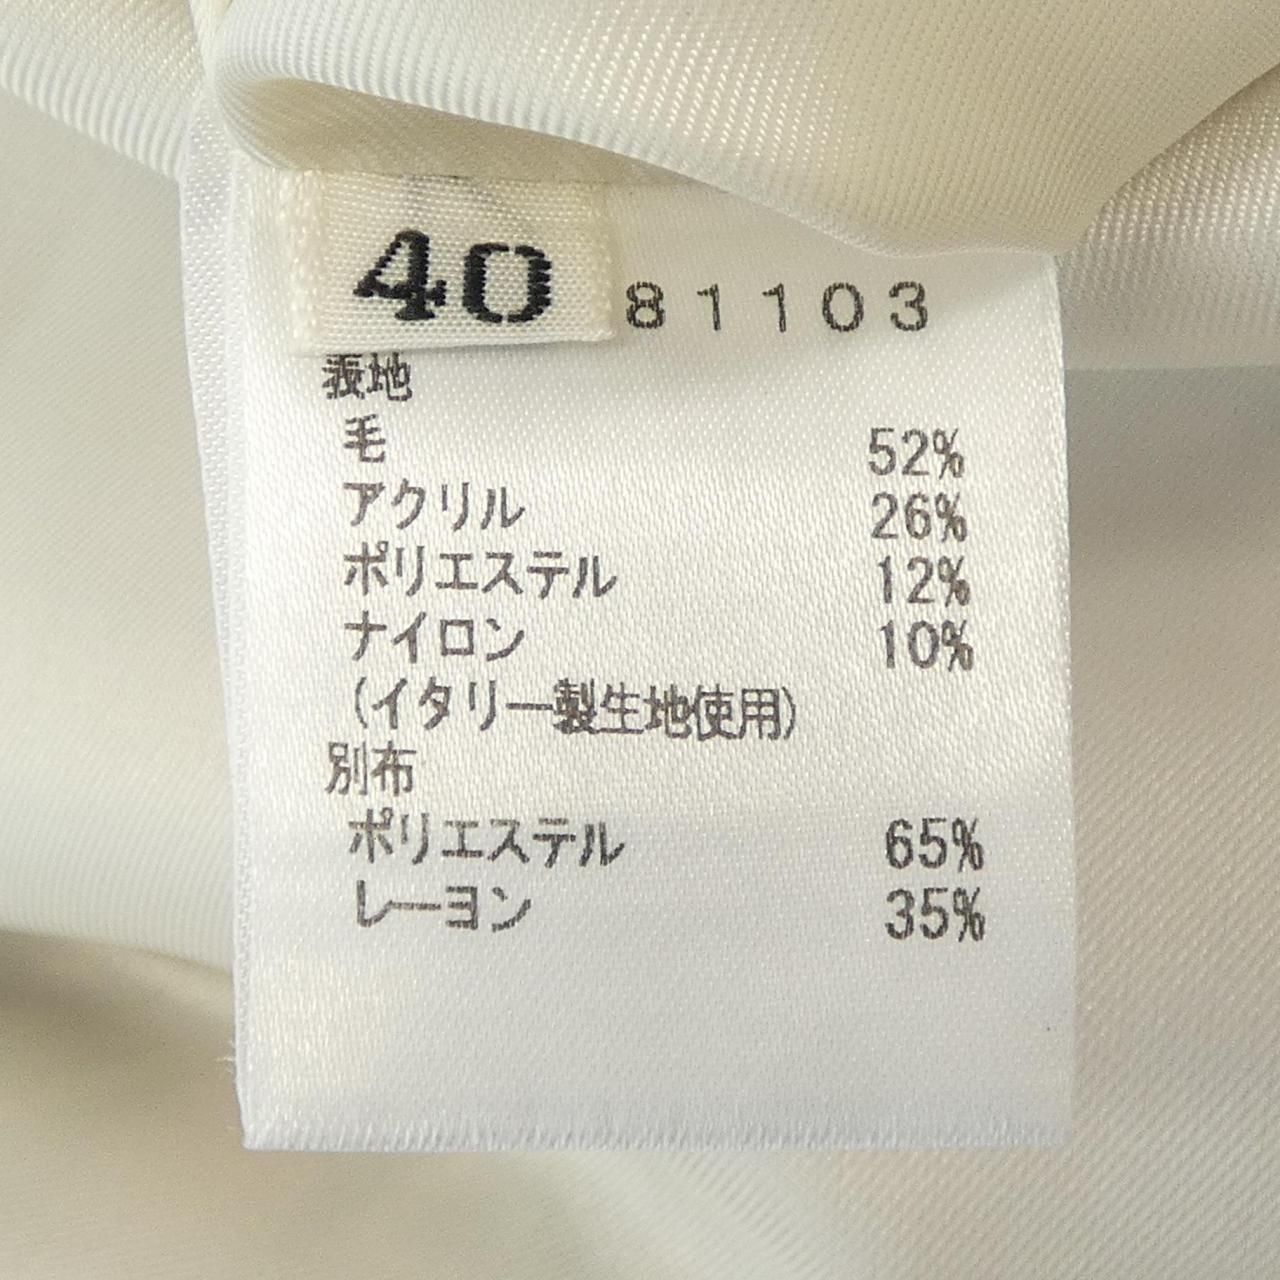 40
81103
表地
毛 52%
アクリル 26%
ポリエステル 12%
ナイロン 10%
(イタリー製生地使用)
別布
ポリエステル 65%
レーヨン 35%